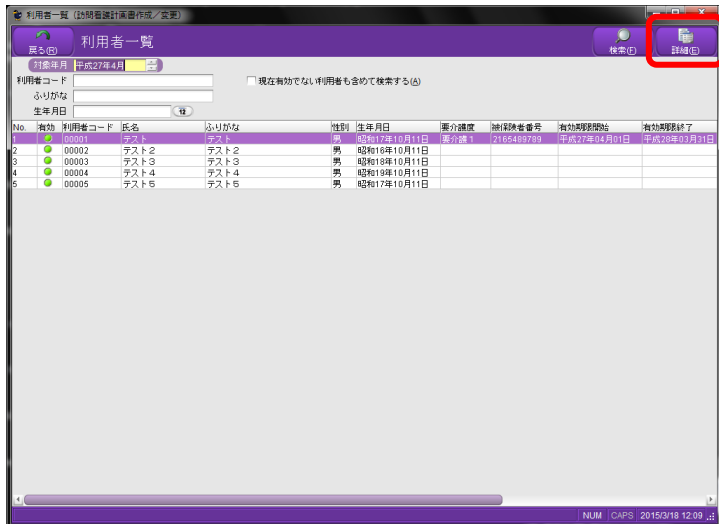 利用者一覧（訪問看護計画書作成／変更）
戻る(R) 利用者一覧 検索(F) 詳細(E)
対象年月 平成27年4月
利用者コード 現在有効でない利用者も含めて検索する(A)
ふりがな
生年月日
No. 有効 利用者コード 氏名 ふりがな 性別 生年月日 要介護度 被保険者番号 有効期限開始 有効期限終了
1 00001 テスト テスト 男 昭和17年10月11日 要介護1 2165489789 平成27年04月01日 平成28年03月31日
2 00002 テスト2 テスト2 男 昭和16年10月11日
3 00003 テスト3 テスト3 男 昭和18年10月11日
4 00004 テスト4 テスト4 男 昭和19年10月11日
5 00005 テスト5 テスト5 男 昭和17年10月11日
NUM CAPS 2015/3/18 12:09